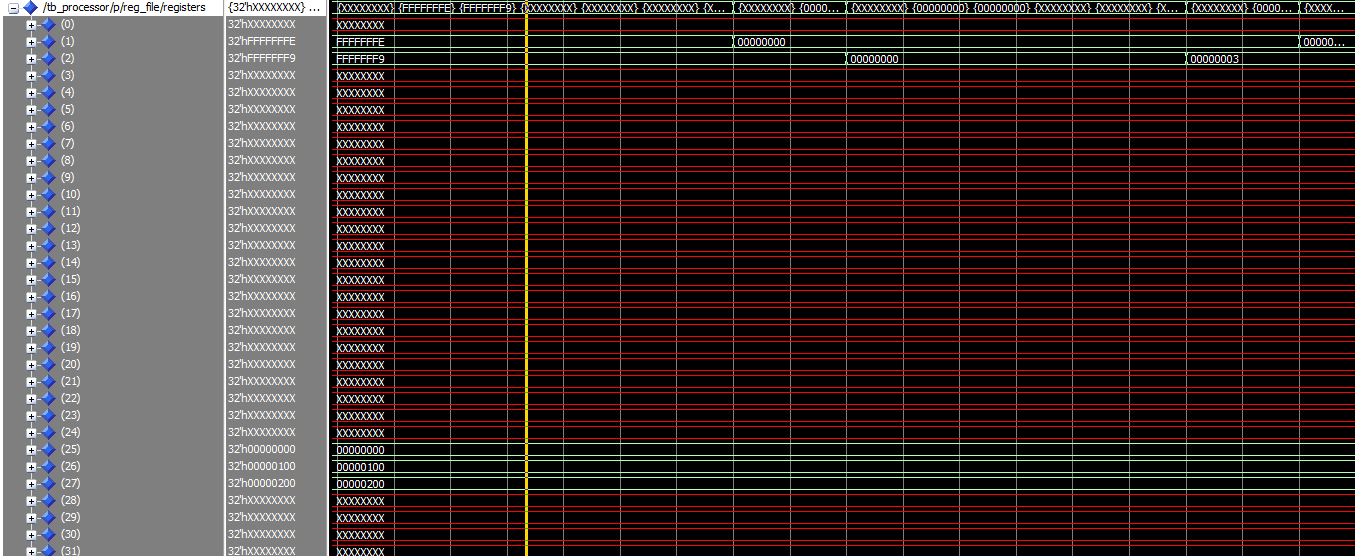 /tb_processor/p/reg_file/registers {32'hXXXXXXXX} ... {XXXXXXXX} {FFFFFFFE} {FFFFFFF9} {XXXXXXXX} {XXXXXXXX} {XXXXXXXX} {X... {XXXXXXXX} {0000... {XXXXXXXX} {00000000} {00000000} {XXXXXXXX} {XXXXXXXX} {X... {XXXXXXXX} {0000... {XXXX...
(0) 32'hXXXXXXXX XXXXXXXX
(1) 32'hFFFFFFFE FFFFFFFE 00000000 00000...
(2) 32'hFFFFFFF9 FFFFFFF9 00000000 00000003
(3) 32'hXXXXXXXX XXXXXXXX
(4) 32'hXXXXXXXX XXXXXXXX
(5) 32'hXXXXXXXX XXXXXXXX
(6) 32'hXXXXXXXX XXXXXXXX
(7) 32'hXXXXXXXX XXXXXXXX
(8) 32'hXXXXXXXX XXXXXXXX
(9) 32'hXXXXXXXX XXXXXXXX
(10) 32'hXXXXXXXX XXXXXXXX
(11) 32'hXXXXXXXX XXXXXXXX
(12) 32'hXXXXXXXX XXXXXXXX
(13) 32'hXXXXXXXX XXXXXXXX
(14) 32'hXXXXXXXX XXXXXXXX
(15) 32'hXXXXXXXX XXXXXXXX
(16) 32'hXXXXXXXX XXXXXXXX
(17) 32'hXXXXXXXX XXXXXXXX
(18) 32'hXXXXXXXX XXXXXXXX
(19) 32'hXXXXXXXX XXXXXXXX
(20) 32'hXXXXXXXX XXXXXXXX
(21) 32'hXXXXXXXX XXXXXXXX
(22) 32'hXXXXXXXX XXXXXXXX
(23) 32'hXXXXXXXX XXXXXXXX
(24) 32'hXXXXXXXX XXXXXXXX
(25) 32'h00000000 00000000
(26) 32'h00000100 00000100
(27) 32'h00000200 00000200
(28) 32'hXXXXXXXX XXXXXXXX
(29) 32'hXXXXXXXX XXXXXXXX
(30) 32'hXXXXXXXX XXXXXXXX
(31) 32'hXXXXXXXX XXXXXXXX